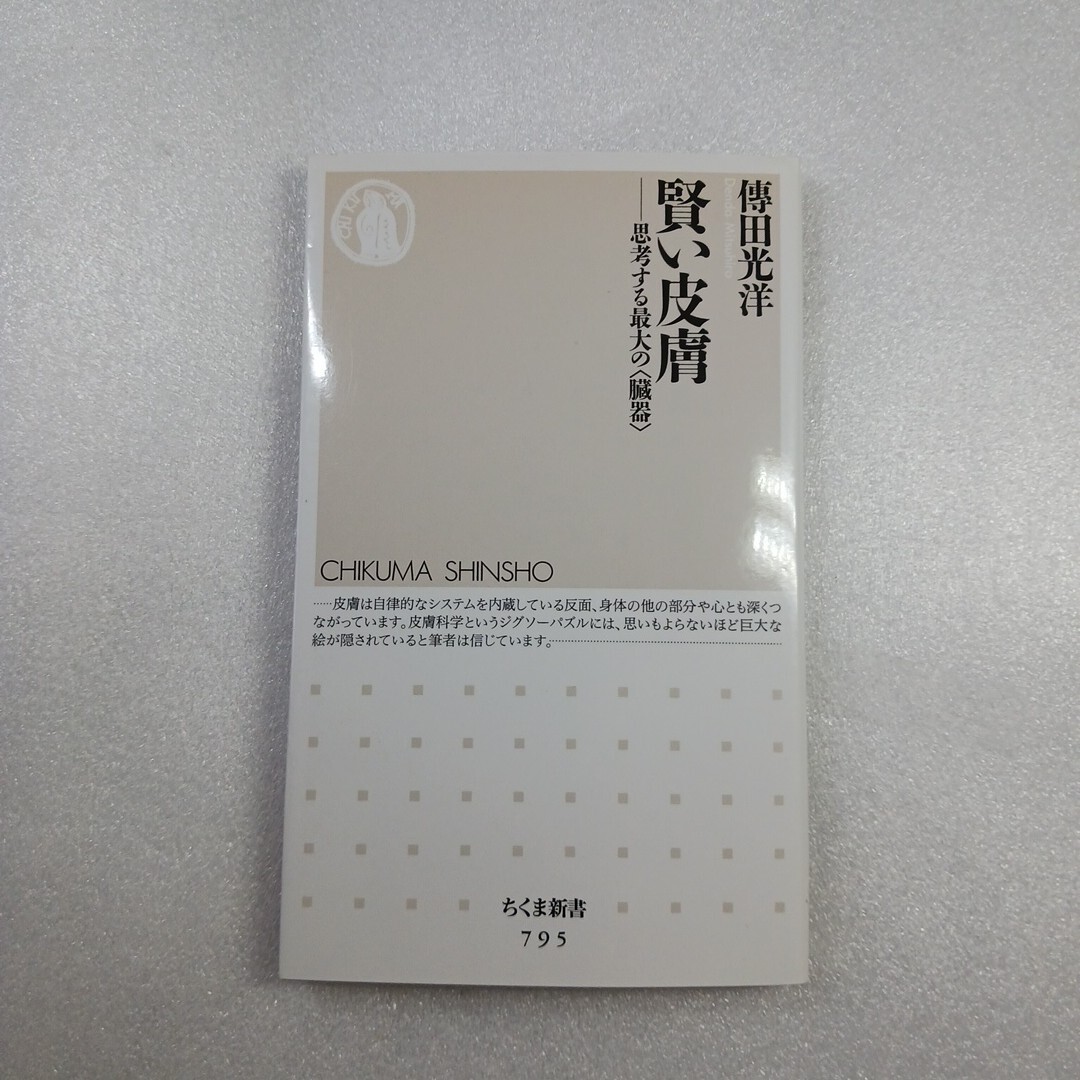 傳田光洋
賢い皮膚
――思考する最大の〈臓器〉
CHIKUMA SHINSHO
……皮膚は自律的なシステムを内蔵している反面、身体の他の部分や心とも深くつ
ながっています。皮膚科学というジグソーパズルには、思いもよらないほど巨大な
絵が隠されていると筆者は信じています。……
ちくま新書
795